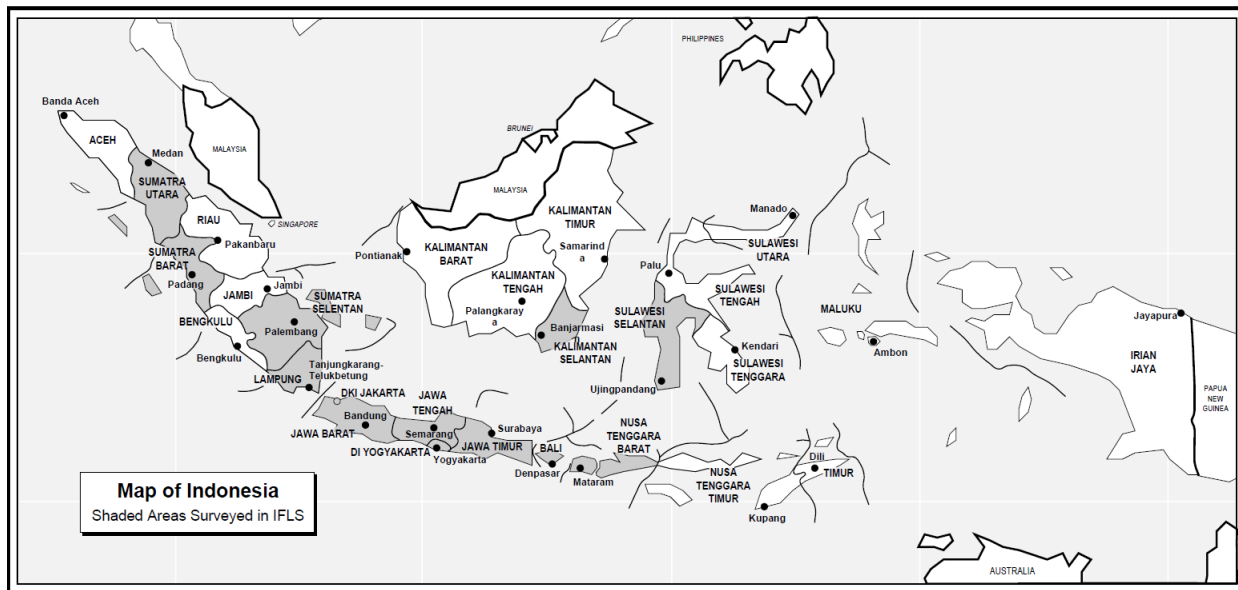 PHILIPPINES
Banda Aceh
ACEH
BRUNEI
MALAYSIA
Medan
SUMATRA
UTARA
MALAYSIA
RIAU
SINGAPORE
Pakanbaru
SUMATRA
BARAT
Padang
JAMBI
Jambi
SUMATRA
SELENTAN
BENGKULU
Palembang
Bengkulu
LAMPUNG
Tanjungkarang-
Telukbetung
Pontianak
KALIMANTAN
BARAT
KALIMANTAN
TIMUR
Samarind
a
KALIMANTAN
TENGAH
Palangkaray
a
Banjarmasi
KALIMANTAN
SELANTAN
Manado
SULAWESI
UTARA
Palu
SULAWESI
TENGAH
SULAWESI
SELANTAN
Kendari
SULAWESI
TENGGARA
Ujingpandang
MALUKU
Ambon
Jayapura
IRIAN
JAYA
PAPUA
NEW
GUINEA
DKI JAKARTA
Bandung
JAWA BARAT
JAWA
TENGAH
Semarang
DI YOGYAKARTA
Yogyakarta
Surabaya
JAWA TIMUR
BALI
Denpasar
Mataram
NUSA
TENGGARA
BARAT
NUSA
TENGGARA
TIMUR
Dili
TIMUR
Kupang
AUSTRALIA
Map of Indonesia
Shaded Areas Surveyed in IFLS